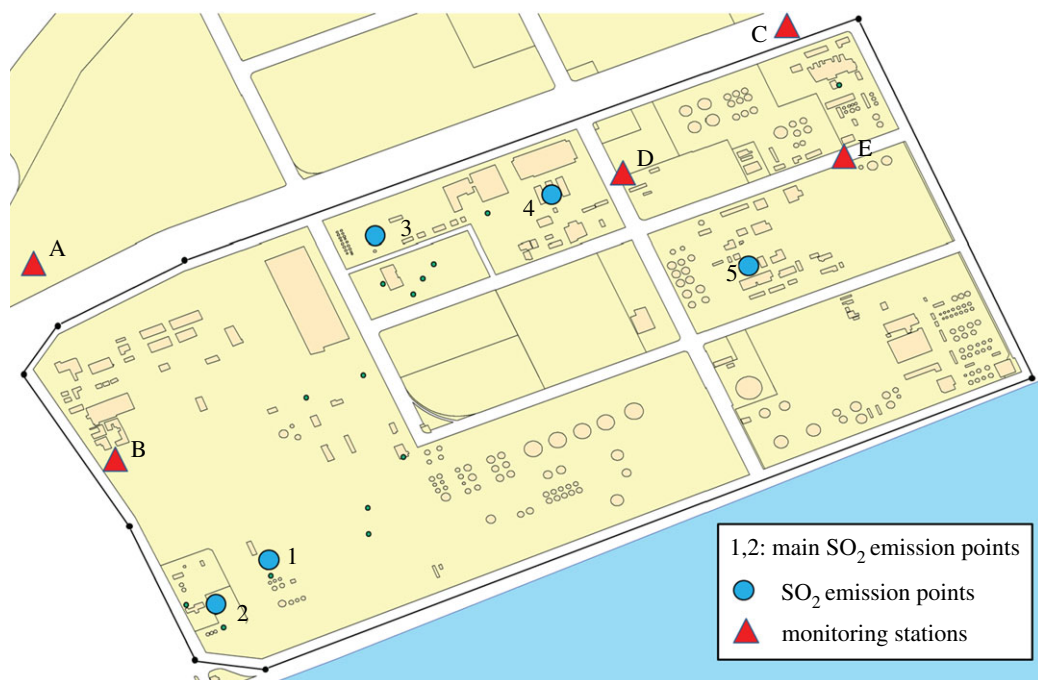 C
D
E
4
3
A
5
B
1
2
1,2: main SO₂ emission points
SO₂ emission points
monitoring stations